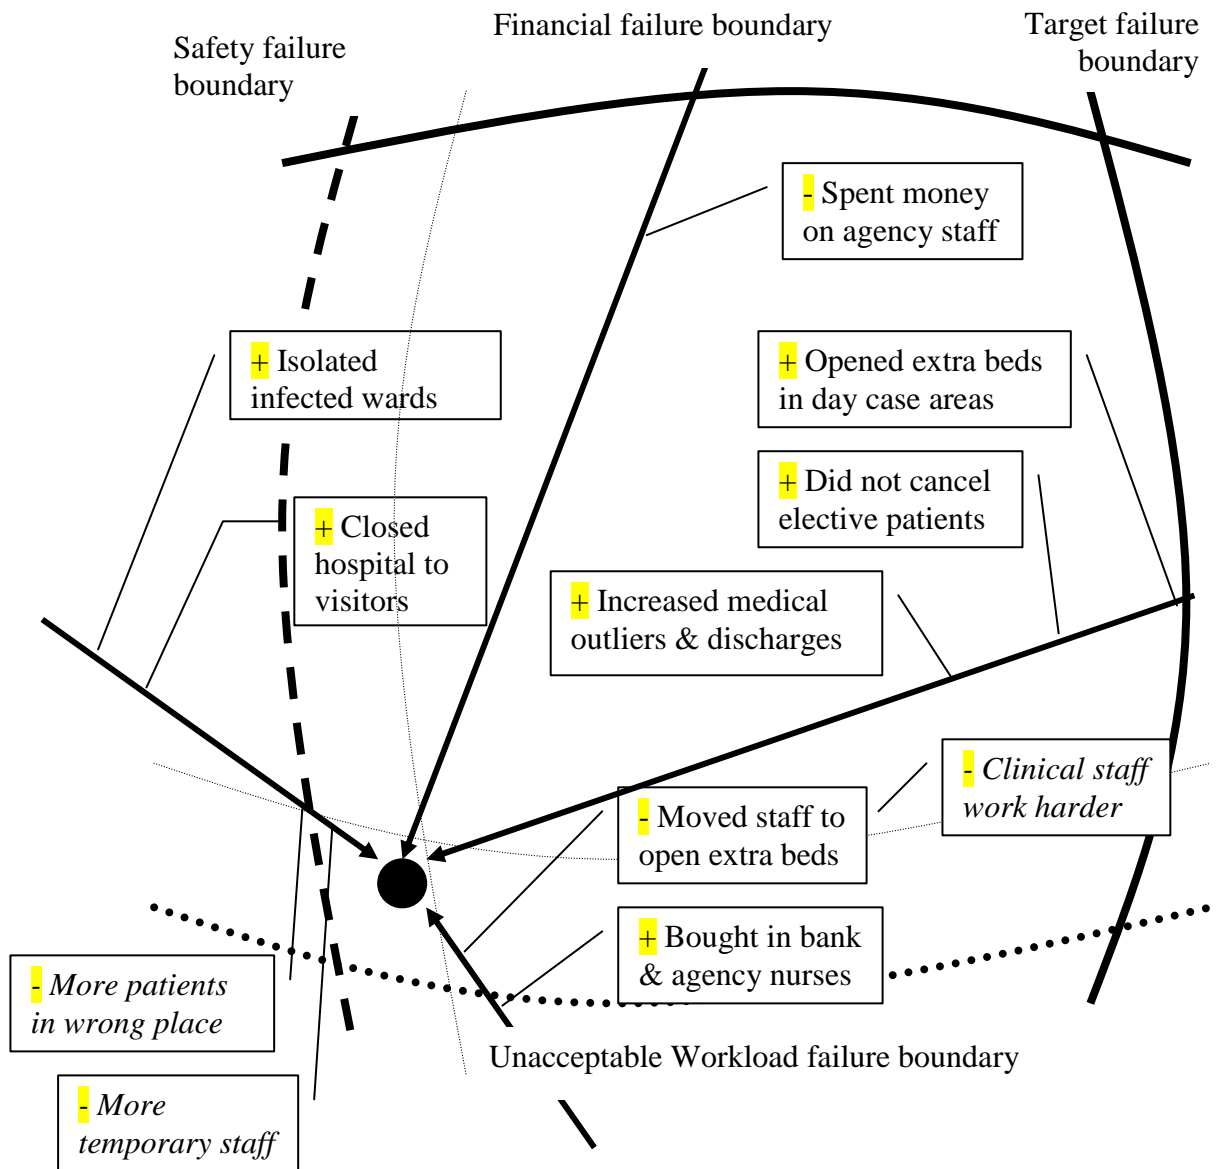 Safety failure
boundary
Financial failure boundary
Target failure
boundary
- Spent money
on agency staff
+ Isolated
infected wards
+ Opened extra beds
in day case areas
+ Closed
hospital to
visitors
+ Did not cancel
elective patients
+ Increased medical
outliers & discharges
- Clinical staff
work harder
- Moved staff to
open extra beds
+ Bought in bank
& agency nurses
- More patients
in wrong place
Unacceptable Workload failure boundary
- More
temporary staff